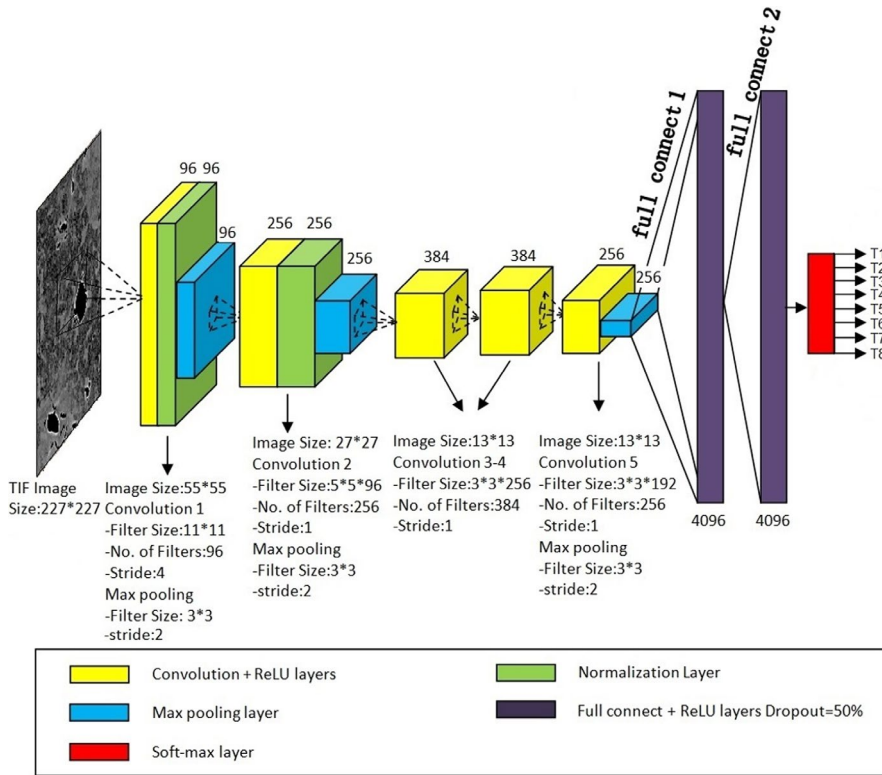 full connect 1
full connect 2
96 96
96
256 256
256
384
384
256
256
T1
T2
T3
T4
T5
T6
T7
T8
TIF Image
Size:227*227
Image Size:55*55
Convolution 1
-Filter Size:11*11
-No. of Filters:96
-Stride:4
Max pooling
-Filter Size: 3*3
-stride:2
Image Size: 27*27
Convolution 2
-Filter Size:5*5*96
-No. of Filters:256
-Stride:1
Max pooling
-Filter Size:3*3
-stride:2
Image Size:13*13
Convolution 3-4
-Filter Size:3*3*256
-No. of Filters:384
-Stride:1
Image Size:13*13
Convolution 5
-Filter Size:3*3*192
-No. of Filters:256
-Stride:1
Max pooling
-Filter Size:3*3
-stride:2
4096
4096
Convolution + ReLU layers
Max pooling layer
Soft-max layer
Normalization Layer
Full connect + ReLU layers Dropout=50%